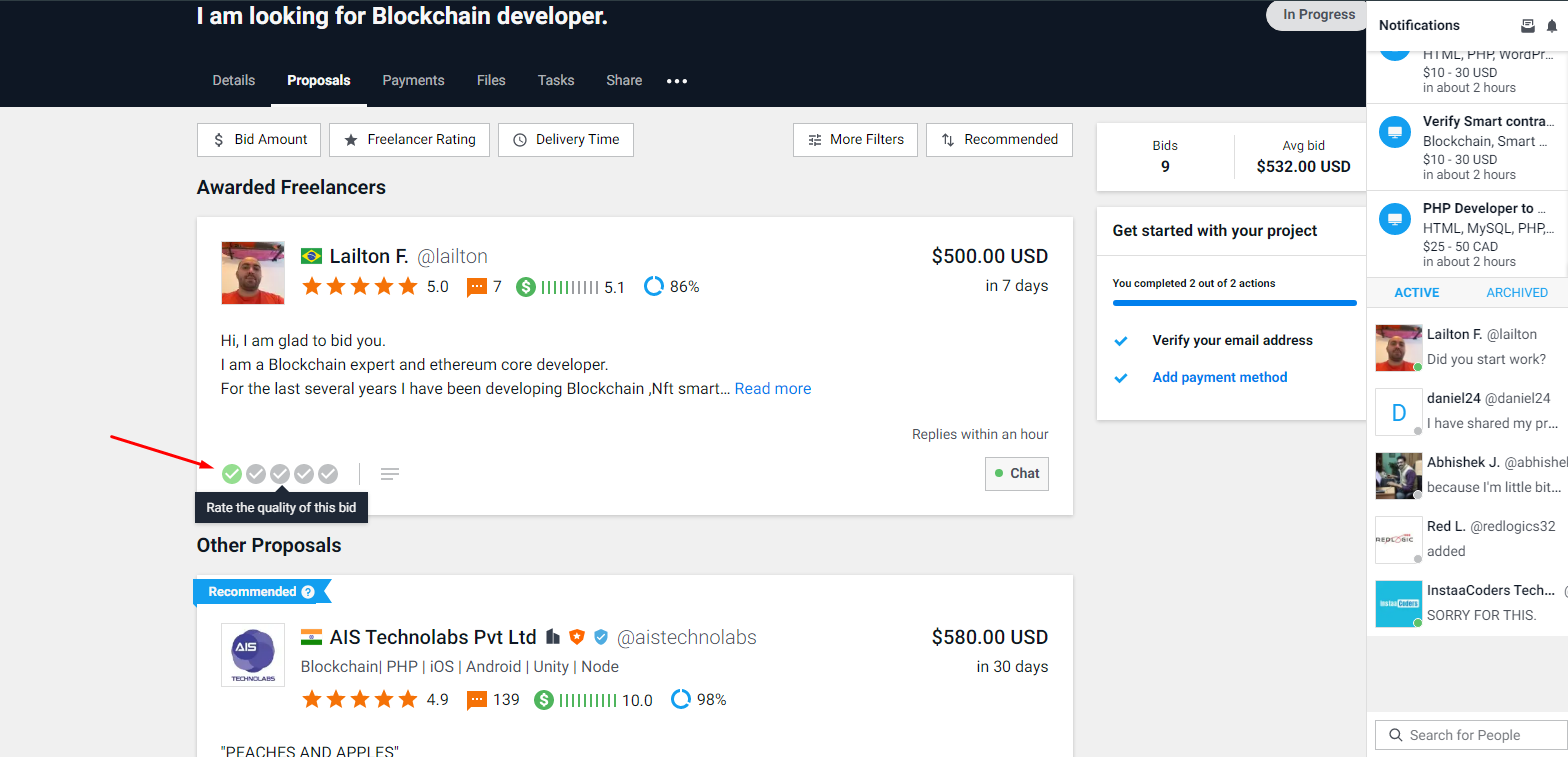 I am looking for Blockchain developer.
In Progress
Details Proposals Payments Files Tasks Share
Bid Amount Freelancer Rating Delivery Time More Filters Recommended
Awarded Freelancers
Lailton F. @lailton
5.0 7 5.1 86%
$500.00 USD
in 7 days
Hi, I am glad to bid you.
I am a Blockchain expert and ethereum core developer.
For the last several years I have been developing Blockchain ,Nft smart... Read more
Replies within an hour
Chat
Rate the quality of this bid
Other Proposals
Recommended
AIS Technolabs Pvt Ltd @aistechnolabs
Blockchain| PHP | iOS | Android | Unity | Node
4.9 139 10.0 98%
$580.00 USD
in 30 days
AIS
TECHNOLABS
"PEACHES AND APPLES"
Bids
9
Avg bid
$532.00 USD
Get started with your project
You completed 2 out of 2 actions
Verify your email address
Add payment method
Notifications
HTML, PHP, WordPr...
$10 - 30 USD
in about 2 hours
Verify Smart contra...
Blockchain, Smart ...
$10 - 30 USD
in about 2 hours
PHP Developer to ...
HTML, MySQL, PHP,...
$25 - 50 CAD
in about 2 hours
ACTIVE ARCHIVED
Lailton F. @lailton
Did you start work?
D
daniel24 @daniel24
I have shared my pr...
Abhishek J. @abhishe
because I'm little bit...
REDLOGIC
Red L. @redlogics32
added
InstaaCoders
InstaaCoders Tech...
SORRY FOR THIS.
Search for People